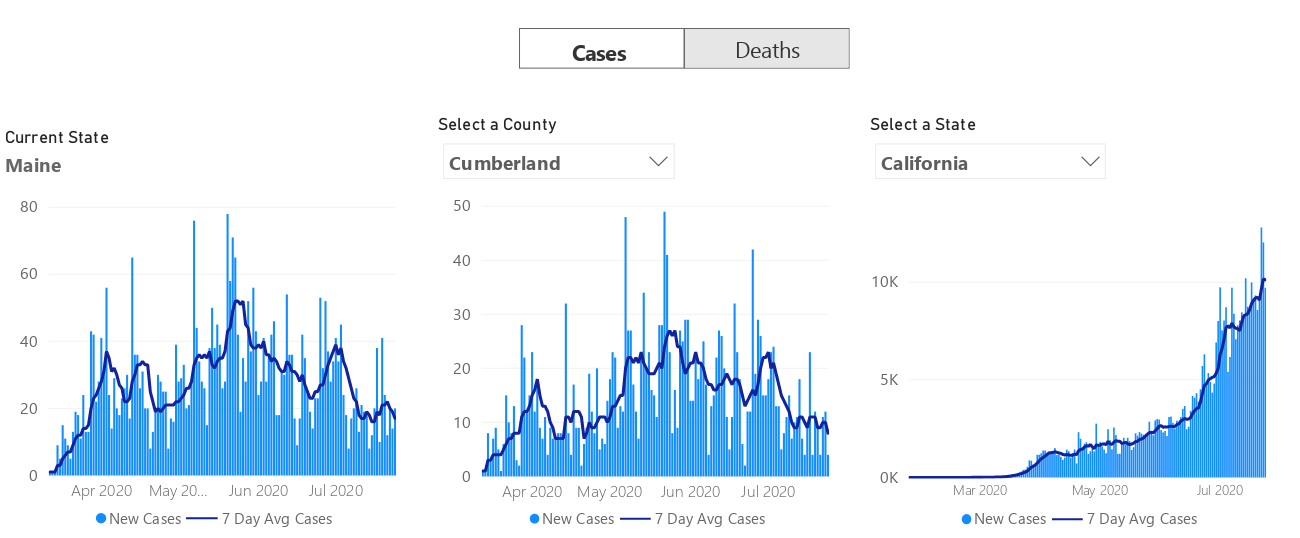 Cases
Deaths
Current State
Maine
80
60
40
20
0
Apr 2020
May 20...
Jun 2020
Jul 2020
New Cases
7 Day Avg Cases
Select a County
Cumberland
50
40
30
20
10
0
Apr 2020
May 2020
Jun 2020
Jul 2020
New Cases
7 Day Avg Cases
Select a State
California
10K
5K
0K
Mar 2020
May 2020
Jul 2020
New Cases
7 Day Avg Cases